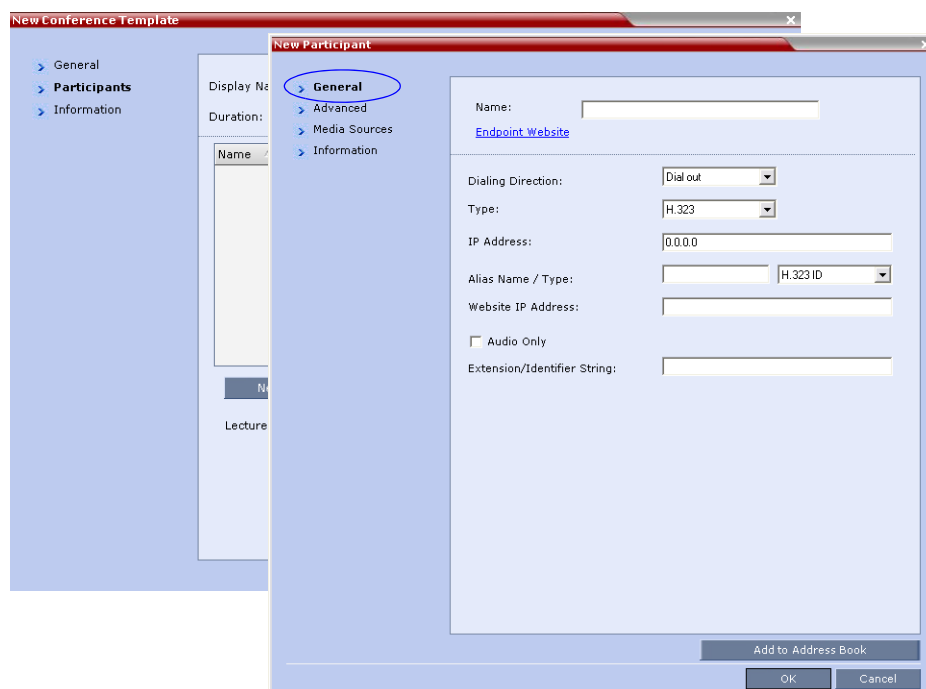 New Conference Template
General
Participants
Information
Display Na
Duration:
Name
Lecture
New Participant
General
Advanced
Media Sources
Information
Name:
Endpoint Website
Dialing Direction: Dial out
Type: H.323
IP Address: 0.0.0.0
Alias Name / Type: H.323 ID
Website IP Address:
Audio Only
Extension/Identifier String:
Add to Address Book
OK Cancel